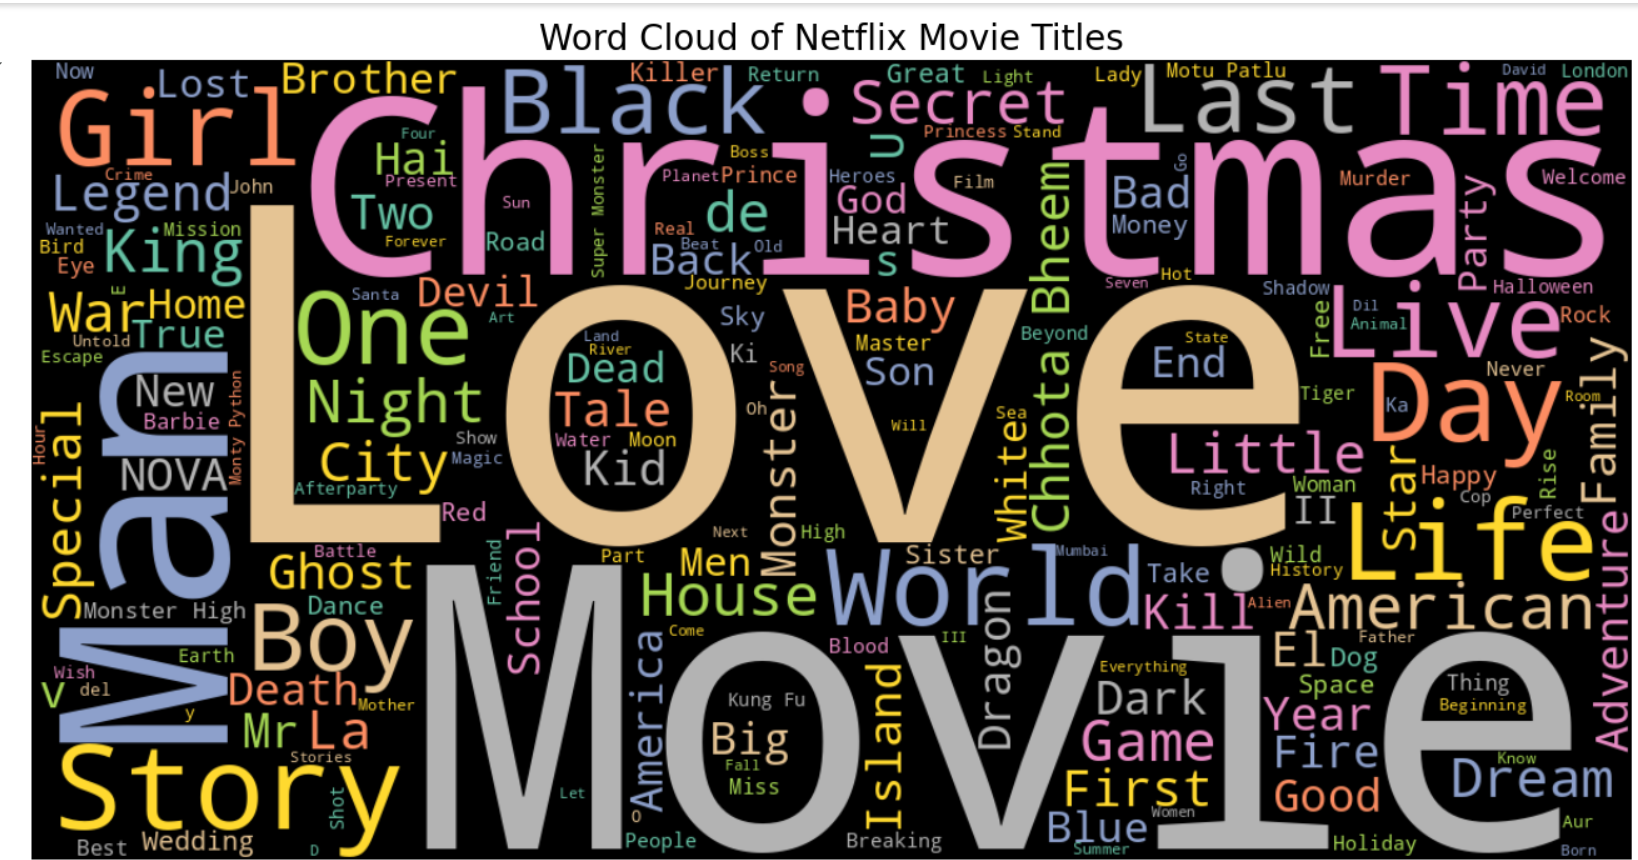 Word Cloud of Netflix Movie Titles
Now
Lost
Brother
Black
Killer
Return
Great
Light
Lady
Motu Patlu
Last
Time
David
London
Girl
Christmas
Secret
U
Princess
Stand
Four
Hai
Boss
Crime
Present
Super Monster
Planet
Prince
Heroes
Film
Go
Murder
Welcome
Legend
John
Two
Sun
de
God
Bheem
Bad
Party
Wanted
Mission
Forever
Road
Real
Beat
Old
Heart
Money
Bird
King
Eye
Back
s
E
Santa
Devil
Journey
Seven
Hot
Shadow
Halloween
War
Home
One
Art
Sky
Baby
Dil
Live
Rock
True
Untold
Love
Land
Beyond
State
Free
Animal
Escape
River
Ki
Master
End
Never
Man
New
Night
Dead
Song
Son
Chhota
Tiger
Ka
Day
Room
Family
Barbie
Monty Python
Tale
Oh
Monster
Sea
Special
Hour
City
Show
Magic
Water
Moon
Will
White
Little
Star
Happy
Rise
NOVA
Afterparty
Kid
Right
Woman
II
Cop
Perfect
Red
Next
High
Life
Battle
School
Friend
Part
Men
Sister
Mumbai
Wild
History
Ghost
World
Take
Monster High
Dance
House
Kill
Alien
American
Adventure
Boy
Movie
Come
America
Blood
III
Dragon
El
Father
Earth
Wish
Dog
V
del
Death
Mother
Kung Fu
Island
Everything
Dark
Space
Thing
Beginning
y
Mr
La
Big
Game
Year
Stories
Fall
Fire
Know
Story
Miss
First
Good
Dream
Shot
Let
O
Women
Blue
Aur
Best
Wedding
D
People
Breaking
Summer
Holiday
Born